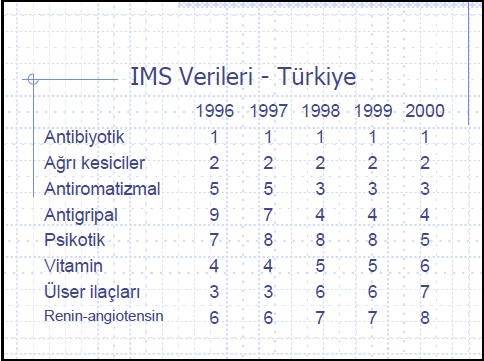 IMS Verileri - Türkiye
1996 1997 1998 1999 2000
Antibiyotik 1 1 1 1 1
Ağrı kesiciler 2 2 2 2 2
Antiromatizmal 5 5 3 3 3
Antigripal 9 7 4 4 4
Psikotik 7 8 8 8 5
Vitamin 4 4 5 5 6
Ülser ilaçları 3 3 6 6 7
Renin-angiotensin 6 6 7 7 8